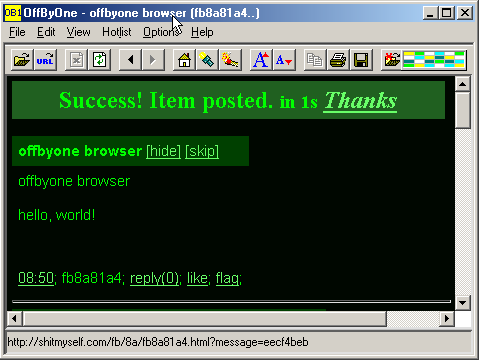 OB1 OffByOne - offbyone browser (fb8a81a4..)
File Edit View Hotlist Options Help
URL A A
Success! Item posted. in 1s Thanks
offbyone browser [hide] [skip]
offbyone browser
hello, world!
08:50; fb8a81a4; reply(0); like; flag;
http://shitmyself.com/fb/8a/fb8a81a4.html?message=eecf4beb